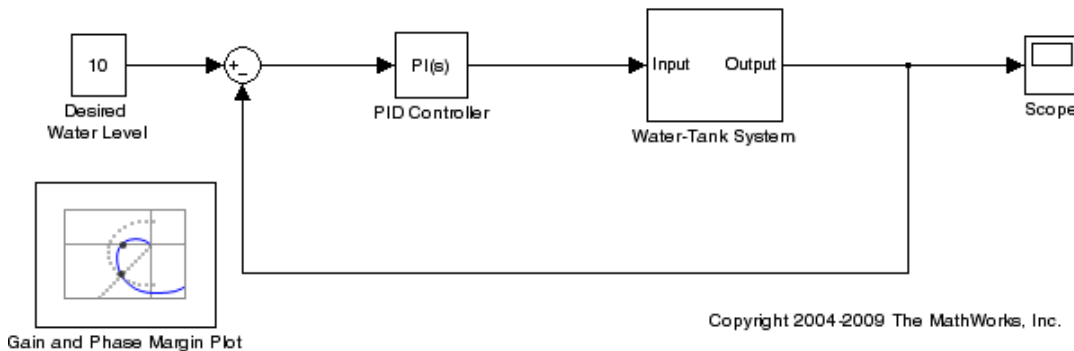 10
+
−
PI(s)
Input
Output
Desired
Water Level
PID Controller
Water-Tank System
Scope
Gain and Phase Margin Plot
Copyright 2004-2009 The MathWorks, Inc.